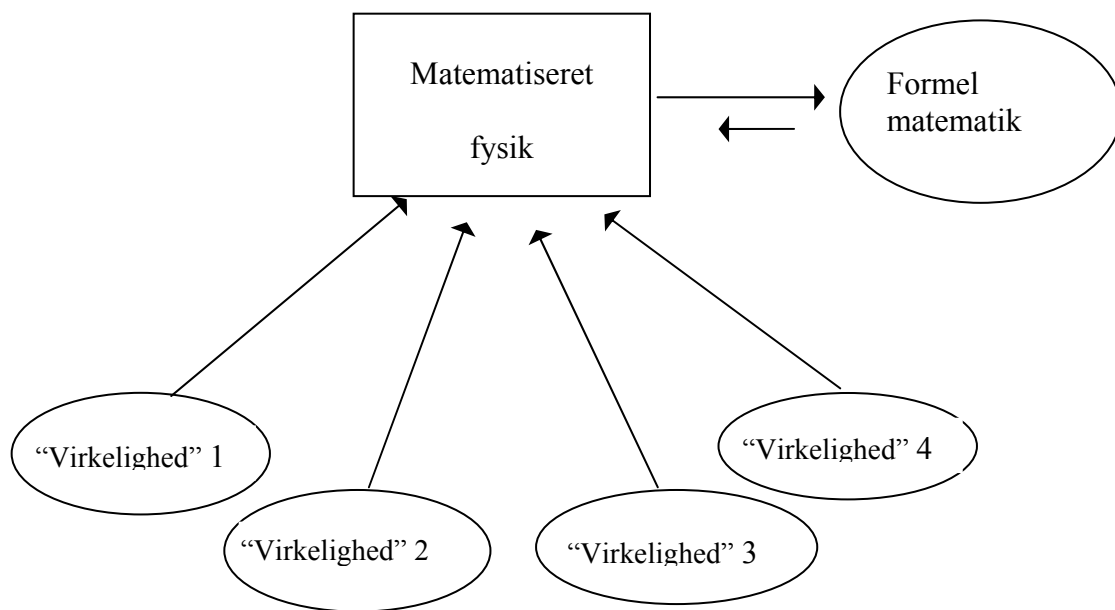 Matematiseret
fysik
Formel
matematik
“Virkelighed” 1
“Virkelighed” 2
“Virkelighed” 3
“Virkelighed” 4